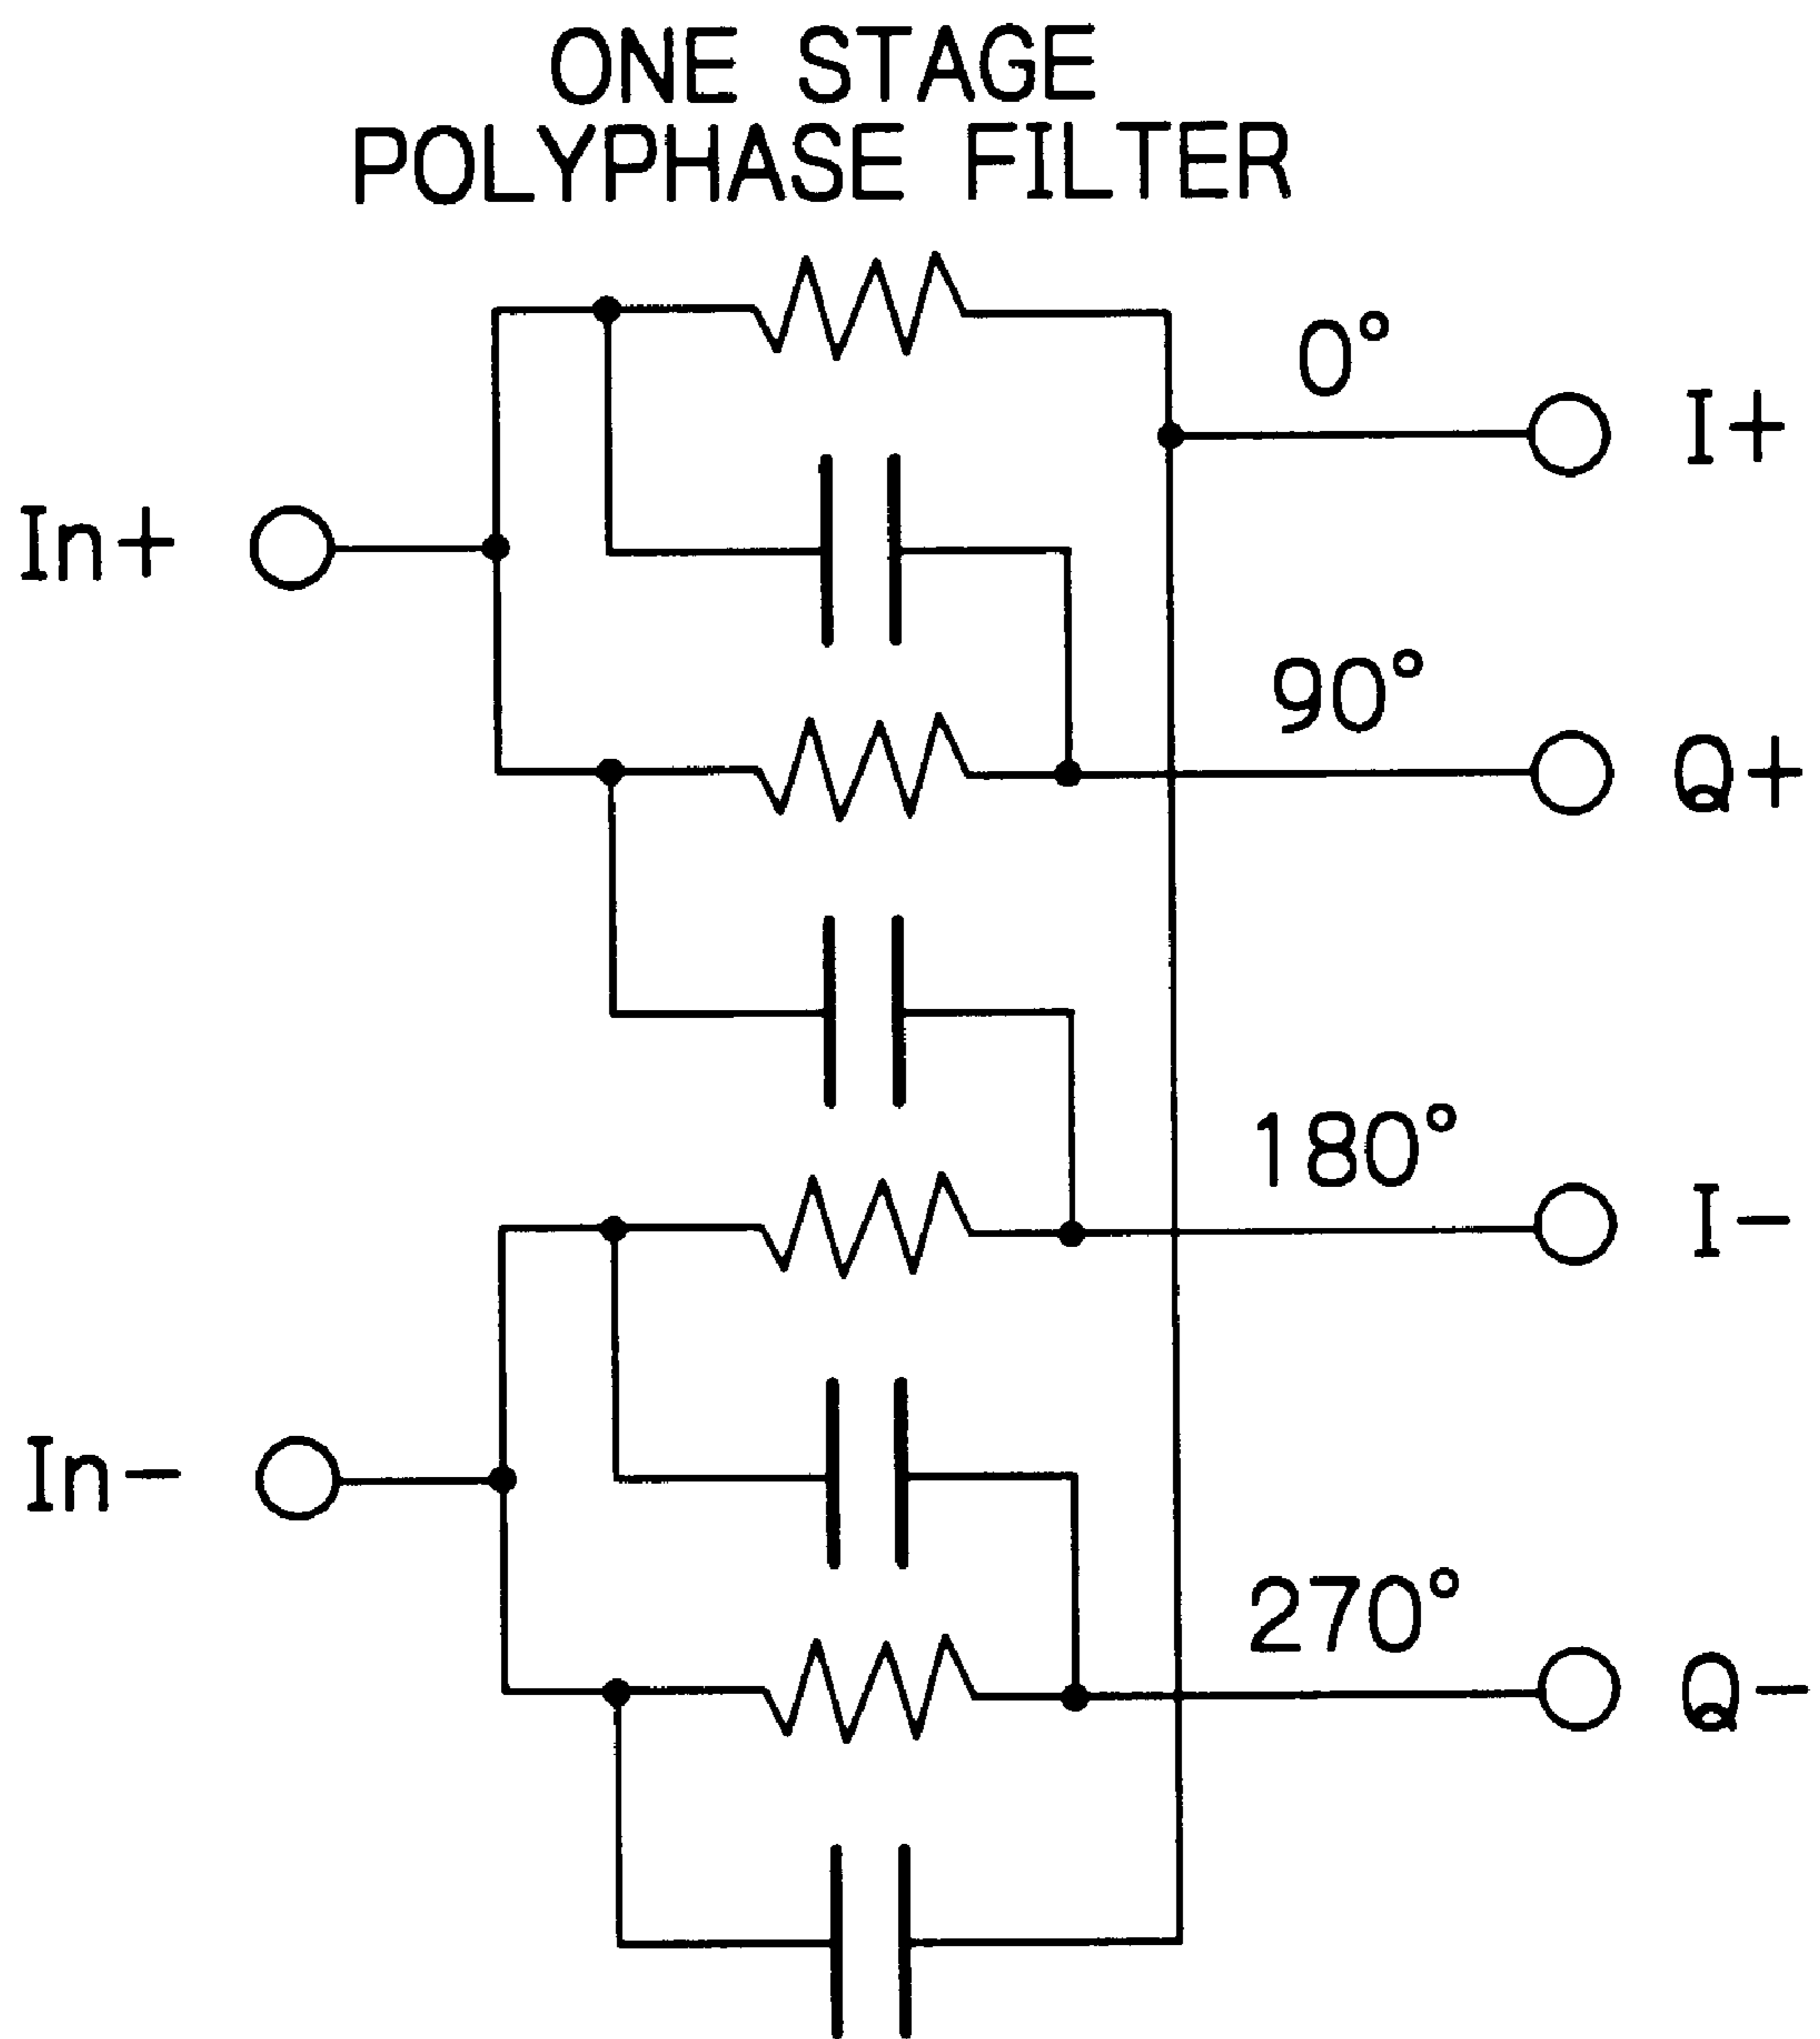 ONE STAGE
POLYPHASE FILTER
0°
I+
In+
90°
Q+
180°
I-
In-
270°
Q-